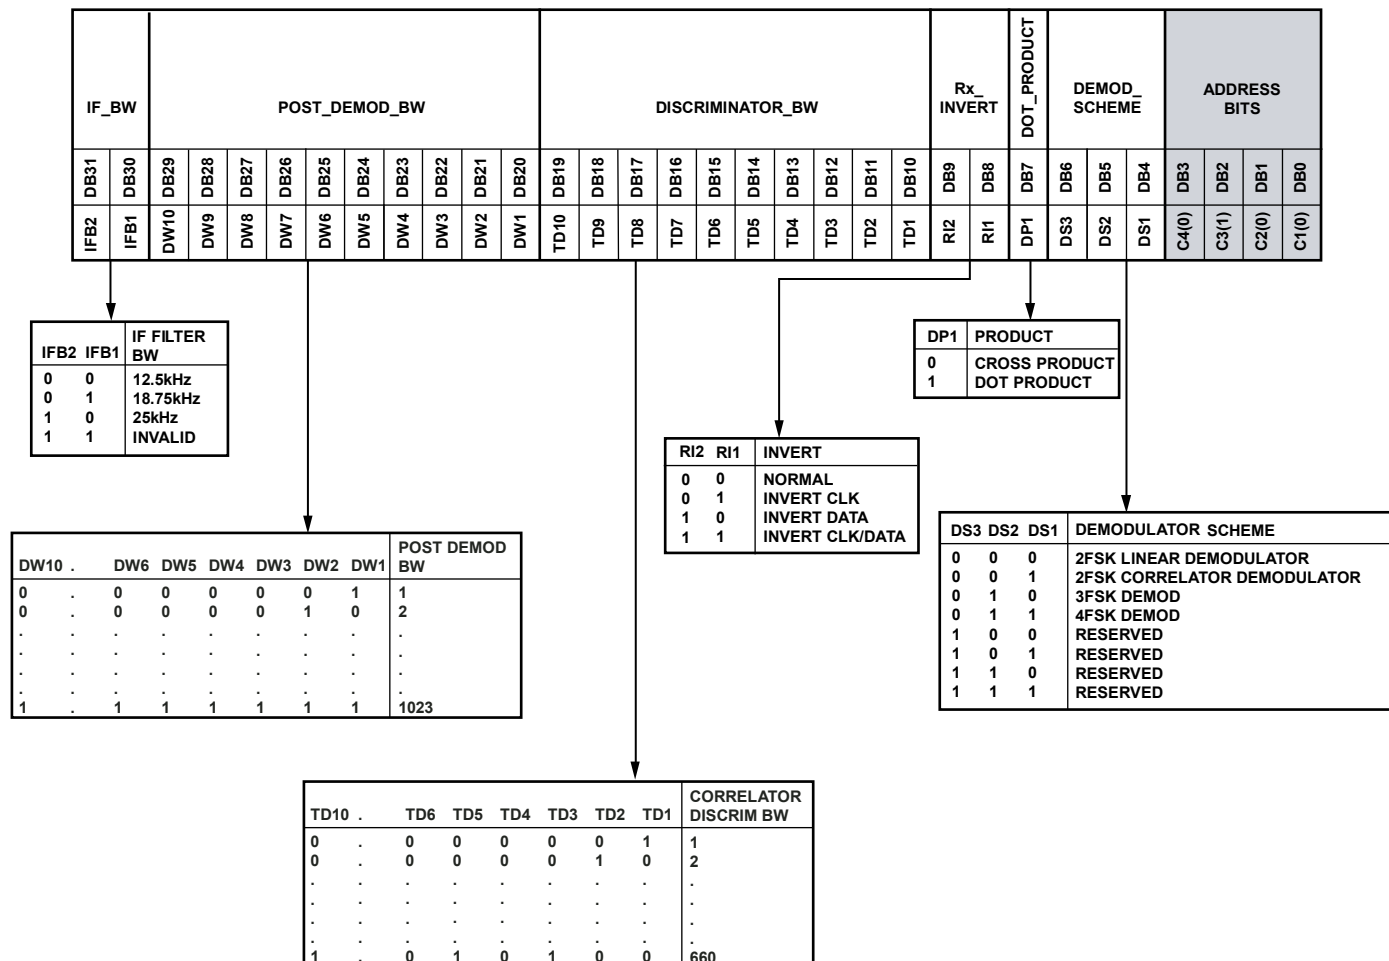 IF_BW POST_DEMOD_BW DISCRIMINATOR_BW Rx_ INVERT DOT_PRODUCT DEMOD_ SCHEME ADDRESS BITS
DB31 DB30 DB29 DB28 DB27 DB26 DB25 DB24 DB23 DB22 DB21 DB20 DB19 DB18 DB17 DB16 DB15 DB14 DB13 DB12 DB11 DB10 DB9 DB8 DB7 DB6 DB5 DB4 DB3 DB2 DB1 DB0
IFB2 IFB1 DW10 DW9 DW8 DW7 DW6 DW5 DW4 DW3 DW2 DW1 TD10 TD9 TD8 TD7 TD6 TD5 TD4 TD3 TD2 TD1 RI2 RI1 DP1 DS3 DS2 DS1 C4(0) C3(1) C2(0) C1(0)
IFB2 IFB1 IF FILTER BW
0 0 12.5kHz
0 1 18.75kHz
1 0 25kHz
1 1 INVALID
DP1 PRODUCT
0 CROSS PRODUCT
1 DOT PRODUCT
RI2 RI1 INVERT
0 0 NORMAL
0 1 INVERT CLK
1 0 INVERT DATA
1 1 INVERT CLK/DATA
DS3 DS2 DS1 DEMODULATOR SCHEME
0 0 0 2FSK LINEAR DEMODULATOR
0 0 1 2FSK CORRELATOR DEMODULATOR
0 1 0 3FSK DEMOD
0 1 1 4FSK DEMOD
1 0 0 RESERVED
1 0 1 RESERVED
1 1 0 RESERVED
1 1 1 RESERVED
DW10 . DW6 DW5 DW4 DW3 DW2 DW1 POST DEMOD BW
0 . 0 0 0 0 0 1 1
0 . 0 0 0 0 1 0 2
. . . . . . . . .
. . . . . . . . .
. . . . . . . . .
. . . . . . . . .
1 . 1 1 1 1 1 1 1023
TD10 . TD6 TD5 TD4 TD3 TD2 TD1 CORRELATOR DISCRIM BW
0 . 0 0 0 0 0 1 1
0 . 0 0 0 0 1 0 2
. . . . . . . . .
. . . . . . . . .
. . . . . . . . .
. . . . . . . . .
1 . 0 1 0 1 0 0 660